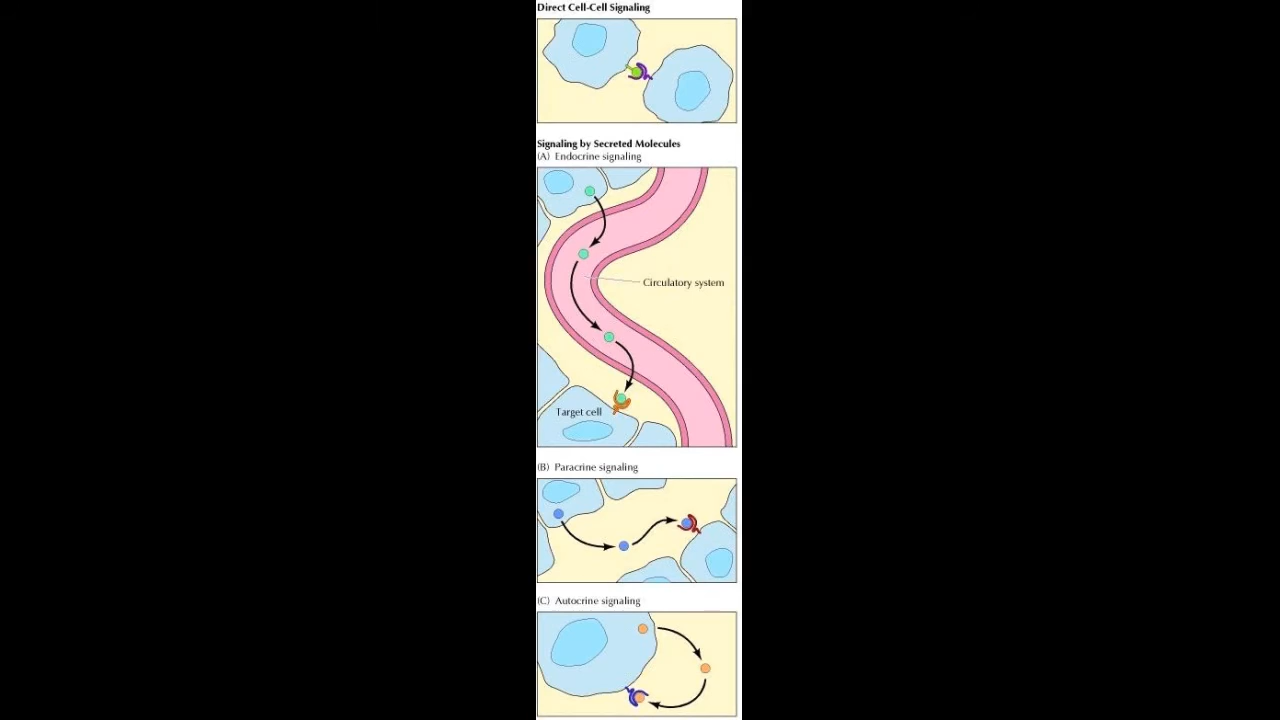 Direct Cell-Cell Signaling
Signaling by Secreted Molecules
(A) Endocrine signaling
Circulatory system
Target cell
(B) Paracrine signaling
(C) Autocrine signaling